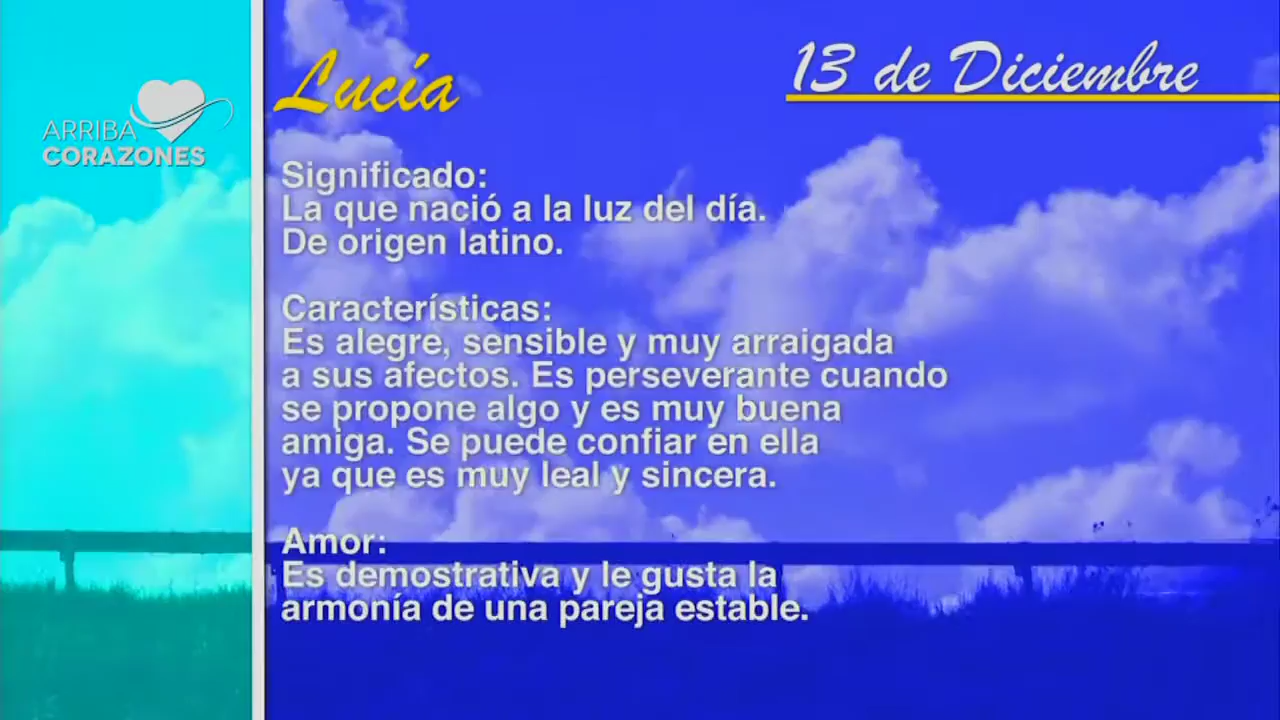 ARRIBA
CORAZONES
Lucía
13 de Diciembre
Significado:
La que nació a la luz del día.
De origen latino.
Características:
Es alegre, sensible y muy arraigada
a sus afectos. Es perseverante cuando
se propone algo y es muy buena
amiga. Se puede confiar en ella
ya que es muy leal y sincera.
Amor:
Es demostrativa y le gusta la
armonía de una pareja estable.